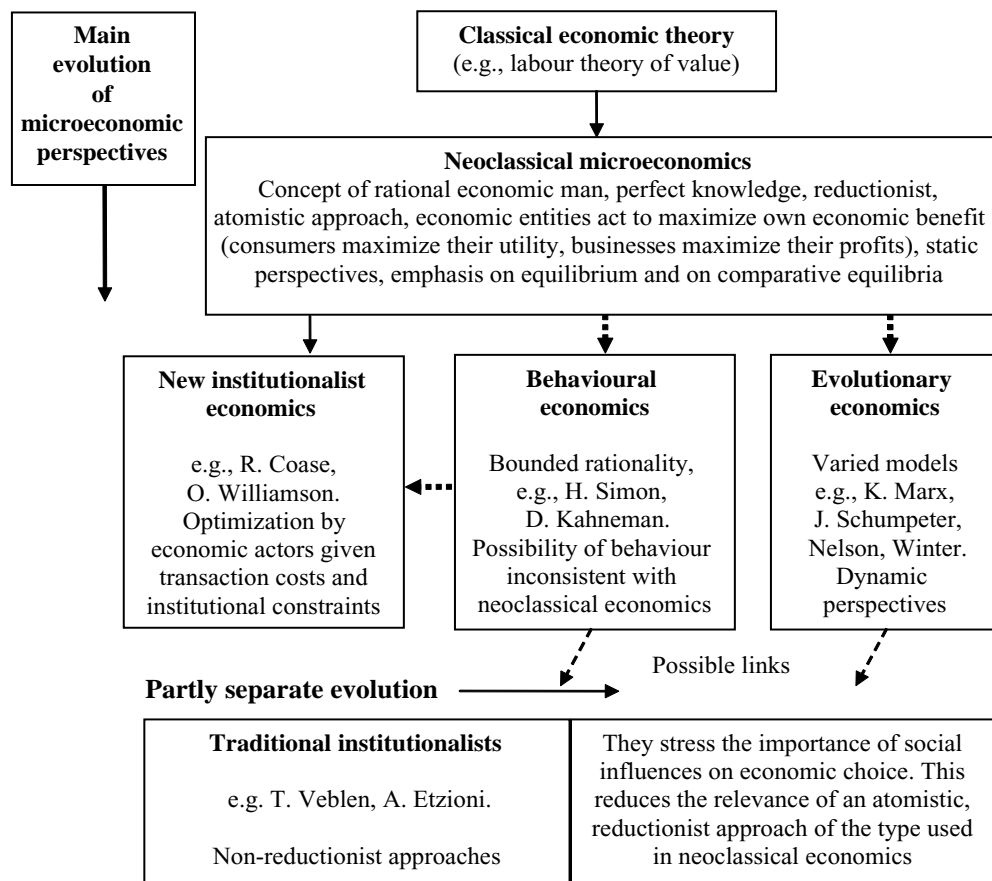 Main
evolution
of
microeconomic
perspectives
Classical economic theory
(e.g., labour theory of value)
Neoclassical microeconomics
Concept of rational economic man, perfect knowledge, reductionist,
atomistic approach, economic entities act to maximize own economic benefit
(consumers maximize their utility, businesses maximize their profits), static
perspectives, emphasis on equilibrium and on comparative equilibria
New institutionalist
economics
e.g., R. Coase,
O. Williamson.
Optimization by
economic actors given
transaction costs and
institutional constraints
Behavioural
economics
Bounded rationality,
e.g., H. Simon,
D. Kahneman.
Possibility of behaviour
inconsistent with
neoclassical economics
Evolutionary
economics
Varied models
e.g., K. Marx,
J. Schumpeter,
Nelson, Winter.
Dynamic
perspectives
Possible links
Partly separate evolution
Traditional institutionalists
e.g. T. Veblen, A. Etzioni.
Non-reductionist approaches
They stress the importance of social
influences on economic choice. This
reduces the relevance of an atomistic,
reductionist approach of the type used
in neoclassical economics